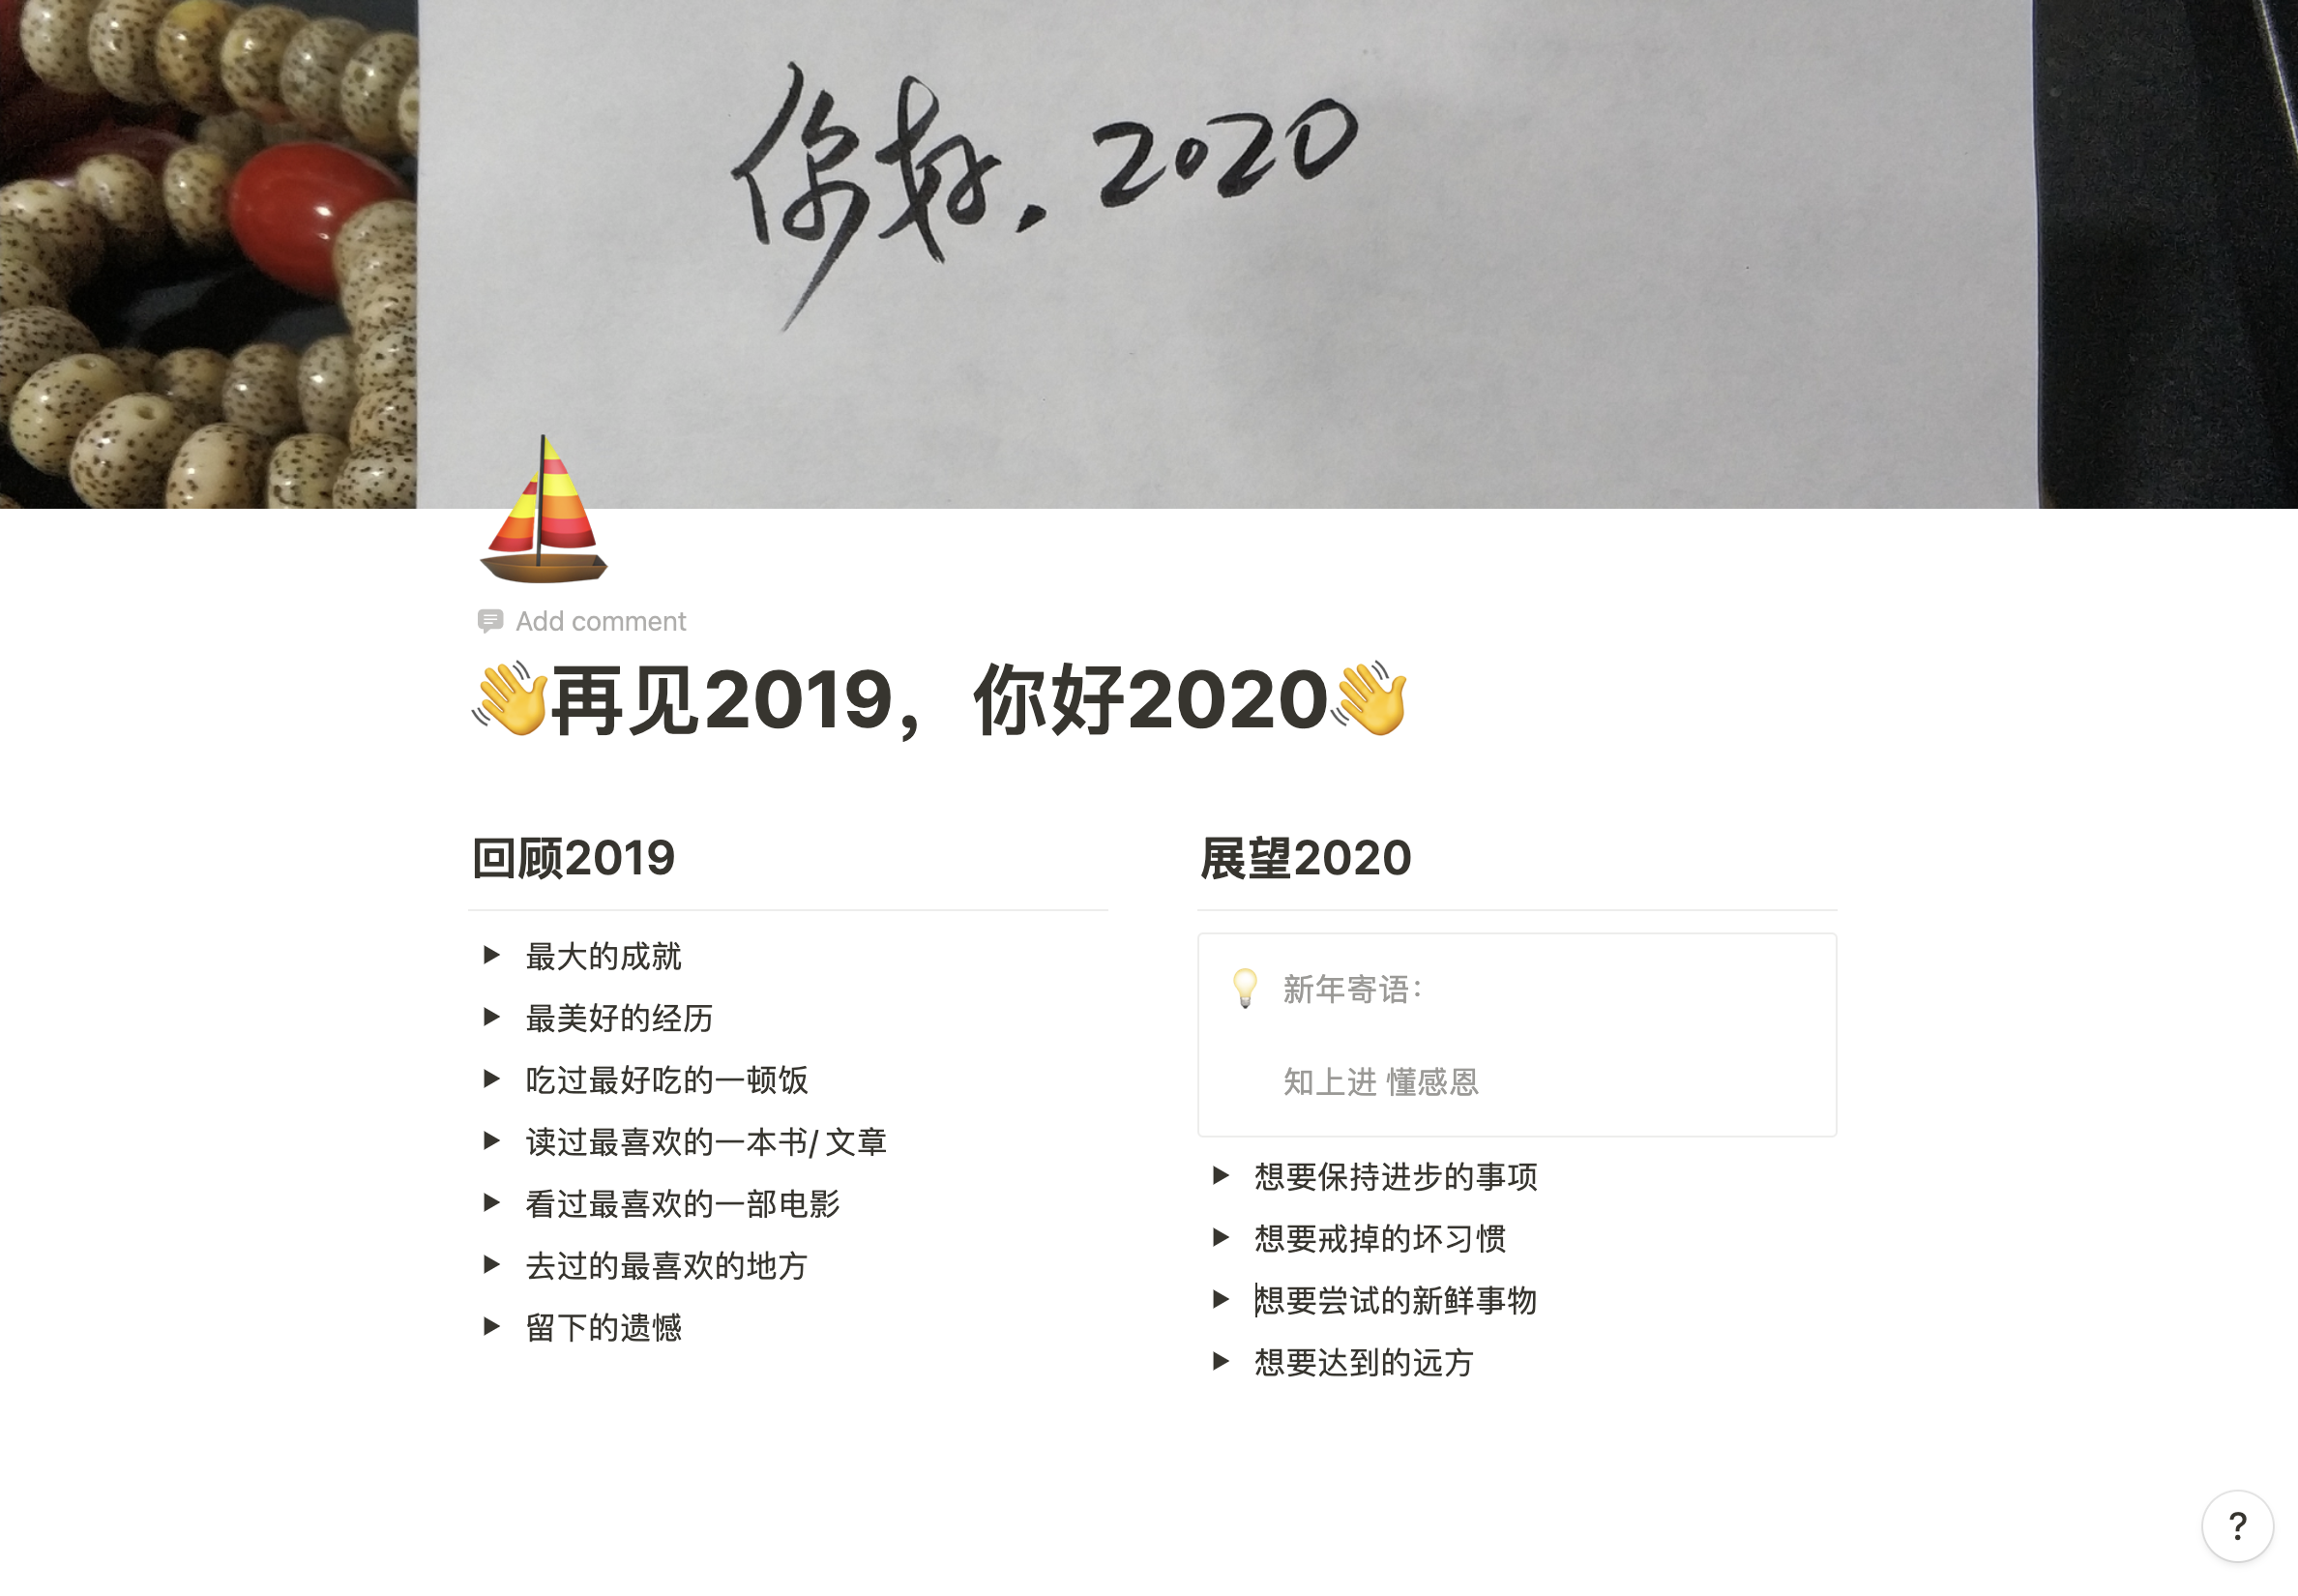 你好，2020
Add comment
👋再见2019，你好2020👋
回顾2019
最大的成就
最美好的经历
吃过最好吃的一顿饭
读过最喜欢的一本书/ 文章
看过最喜欢的一部电影
去过的最喜欢的地方
留下的遗憾
展望2020
新年寄语：
知上进 懂感恩
想要保持进步的事项
想要戒掉的坏习惯
想要尝试的新鲜事物
想要达到的远方
?